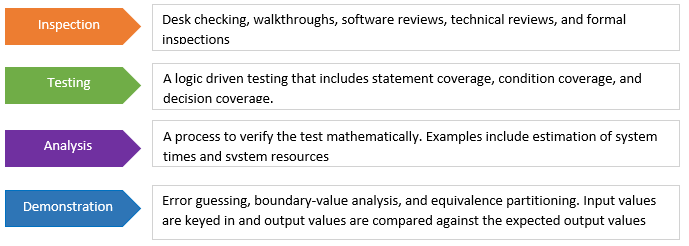 Inspection
Desk checking, walkthroughs, software reviews, technical reviews, and formal
inspections
Testing
A logic driven testing that includes statement coverage, condition coverage, and
decision coverage.
Analysis
A process to verify the test mathematically. Examples include estimation of system
times and system resources
Demonstration
Error guessing, boundary-value analysis, and equivalence partitioning. Input values
are keyed in and output values are compared against the expected output values